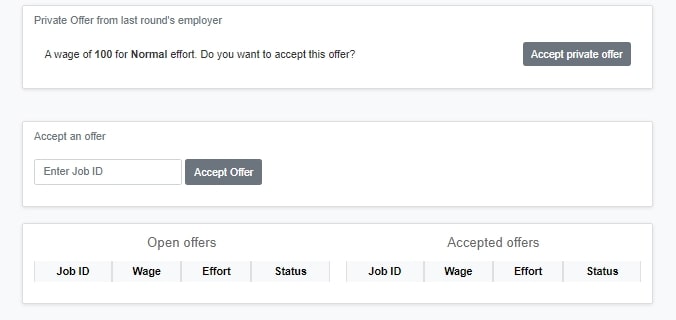 Private Offer from last round's employer
A wage of 100 for Normal effort. Do you want to accept this offer?
Accept private offer
Accept an offer
Enter Job ID
Accept Offer
Open offers
Job ID Wage Effort Status
Accepted offers
Job ID Wage Effort Status